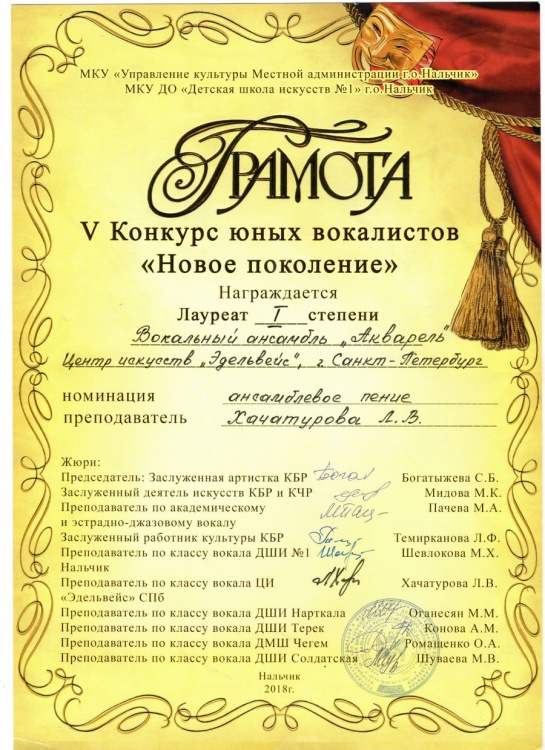 МКУ «Управление культуры Местной администрации г.о.Нальчик»
МКУ ДО «Детская школа искусств №1» г.о.Нальчик
ГРАМОТА
V Конкурс юных вокалистов
«Новое поколение»
Награждается
Лауреат I степени
Вокальный ансамбль „Акварель"
Центр искусств „Эдельвейс", г. Санкт-Петербург
номинация ансамблевое пение
преподаватель Хачатурова Л.В.
Жюри:
Председатель: Заслуженная артистка КБР Богатыжева С.Б.
Заслуженный деятель искусств КБР и КЧР Мидова М.К.
Преподаватель по академическому Пачева М.А.
и эстрадно-джазовому вокалу
Заслуженный работник культуры КБР Темирканова Л.Ф.
Преподаватель по классу вокала ДШИ №1 Шевлокова М.Х.
Нальчик
Преподаватель по классу вокала ЦИ Хачатурова Л.В.
«Эдельвейс» СПб
Преподаватель по классу вокала ДШИ Нарткала Оганесян М.М.
Преподаватель по классу вокала ДШИ Терек Конова А.М.
Преподаватель по классу вокала ДМШ Чегем Ромащенко О.А.
Преподаватель по классу вокала ДШИ Солдатская Шуваева М.В.
Нальчик
2018г.